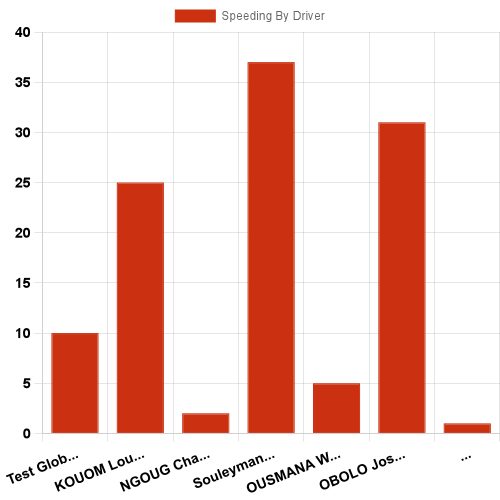 Speeding By Driver
40
35
30
25
20
15
10
5
0
Test Glob...
KOUOM Lou...
NGOUG Cha...
Souleyman...
OUSMANA W...
OBOLO Jos...
...